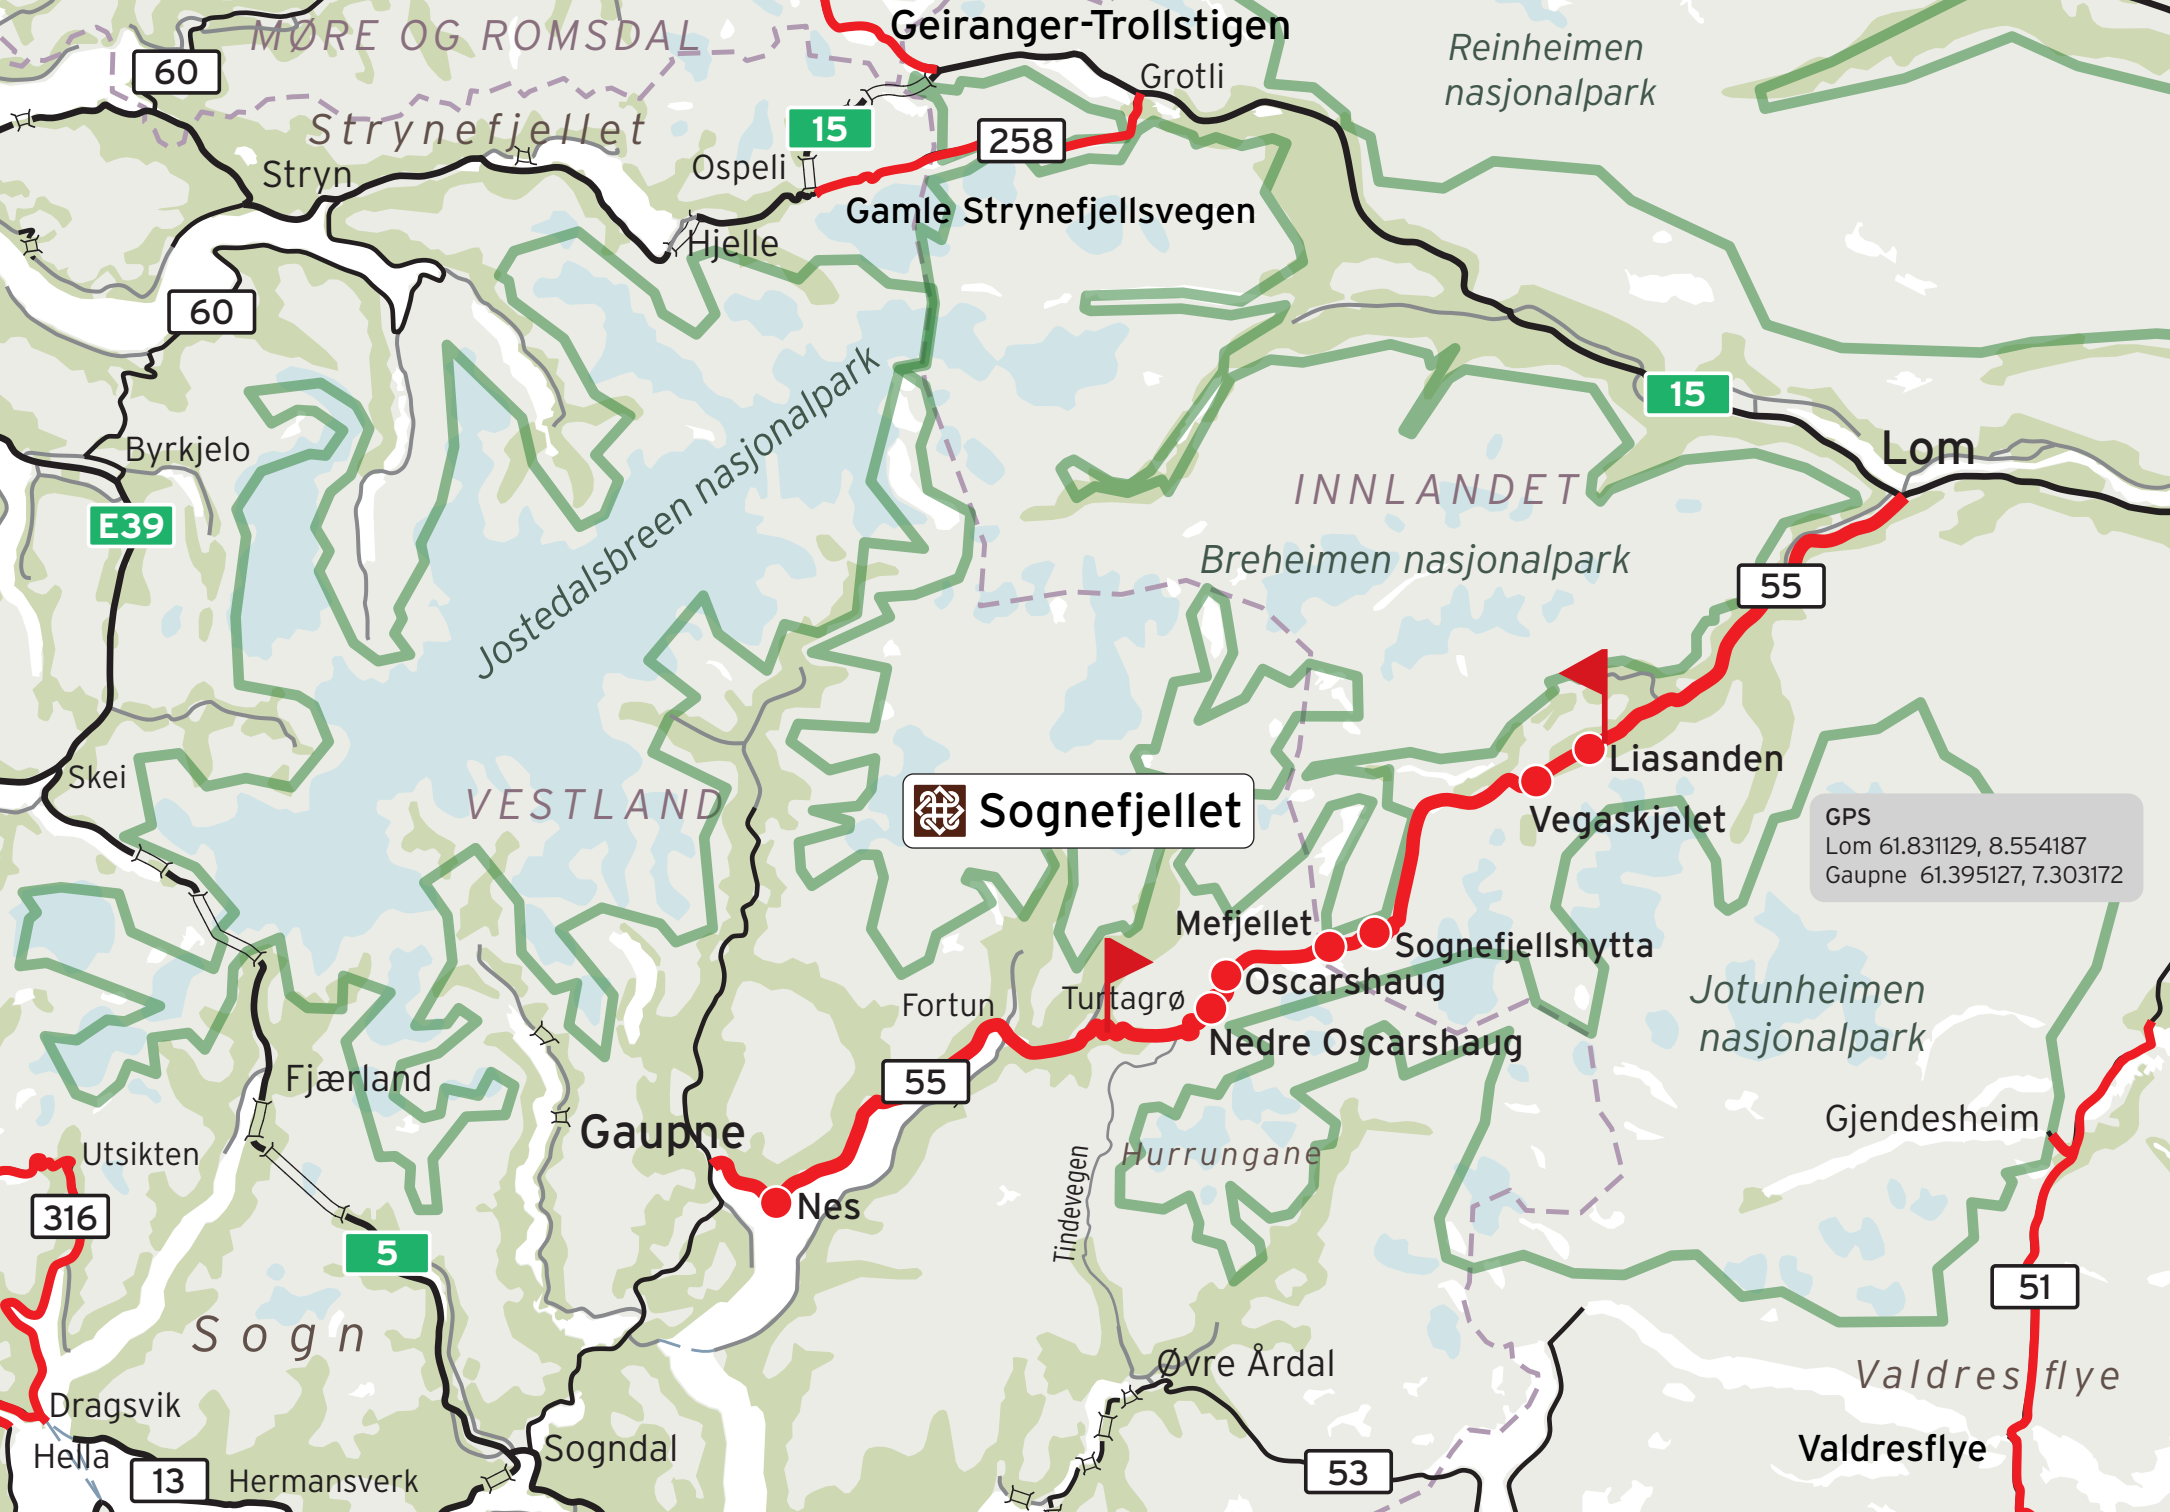 Geiranger-Trollstigen
MØRE OG ROMSDAL
Reinheimen
nasjonalpark
60
Grotli
Strynefjellet
15
258
Ospeli
Stryn
Gamle Strynefjellsvegen
Hjelle
60
Jostedalsbreen nasjonalpark
15
Byrkjelo
Lom
INNLANDET
E39
Breheimen nasjonalpark
55
Skei
VESTLAND
Sognefjellet
Liasanden
Vegaskjelet
GPS
Lom 61.831129, 8.554187
Gaupne 61.395127, 7.303172
Mefjellet
Sognefjellshytta
Oscarshaug
Fortun
Turtagrø
Nedre Oscarshaug
Jotunheimen
nasjonalpark
Fjærland
55
Gaupne
Gjendesheim
Utsikten
Hurrungane
Tindevegen
Nes
316
5
51
Sogn
Øvre Årdal
Valdresflye
Dragsvik
Hella
Sogndal
Valdresflye
13
Hermansverk
53